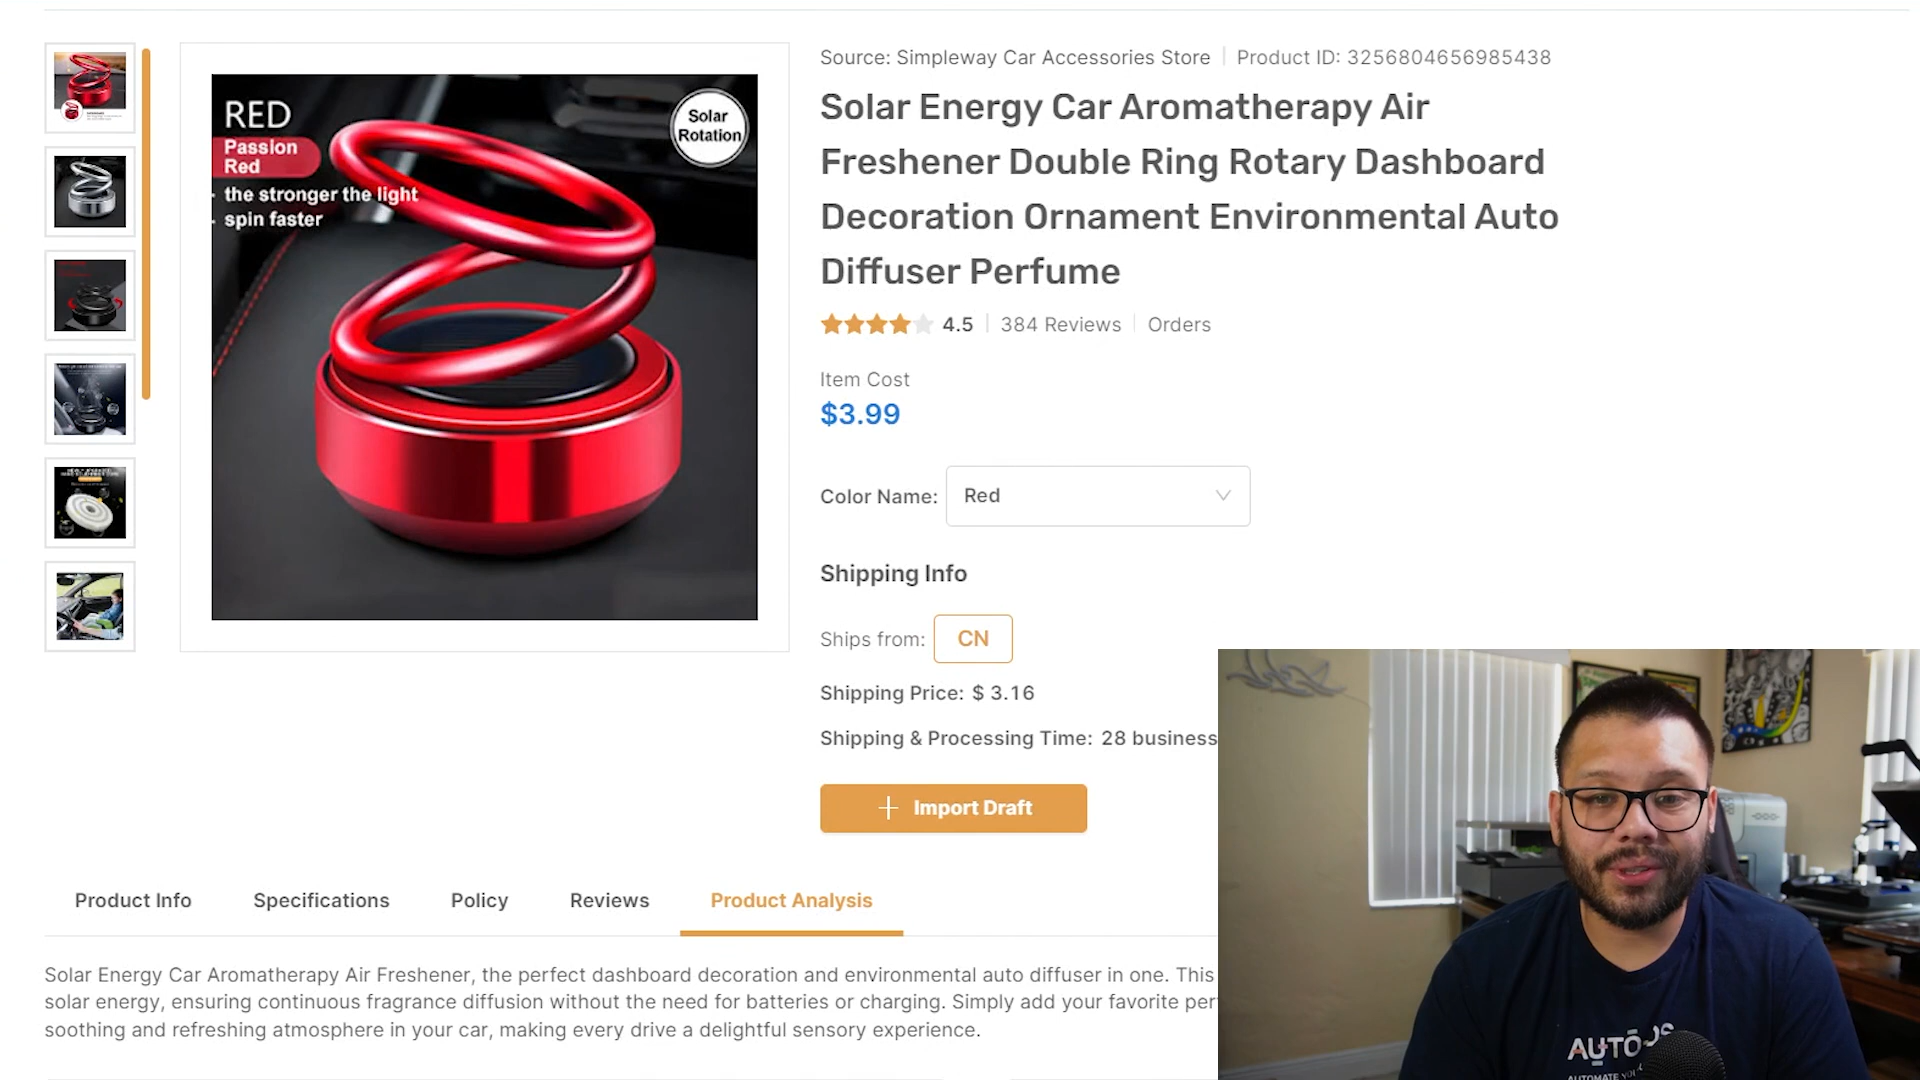 Source: Simpleway Car Accessories Store
Product ID: 3256804656985438
Solar Energy Car Aromatherapy Air
Freshener Double Ring Rotary Dashboard
Decoration Ornament Environmental Auto
Diffuser Perfume
4.5
384 Reviews
Orders
Item Cost
$3.99
Color Name:
Red
Shipping Info
Ships from:
CN
Shipping Price: $ 3.16
Shipping & Processing Time: 28 business
Import Draft
RED
Passion
Red
the stronger the light
spin faster
Solar
Rotation
Product Info
Specifications
Policy
Reviews
Product Analysis
Solar Energy Car Aromatherapy Air Freshener, the perfect dashboard decoration and environmental auto diffuser in one. This
solar energy, ensuring continuous fragrance diffusion without the need for batteries or charging. Simply add your favorite
soothing and refreshing atmosphere in your car, making every drive a delightful sensory experience.
AUTOMATE